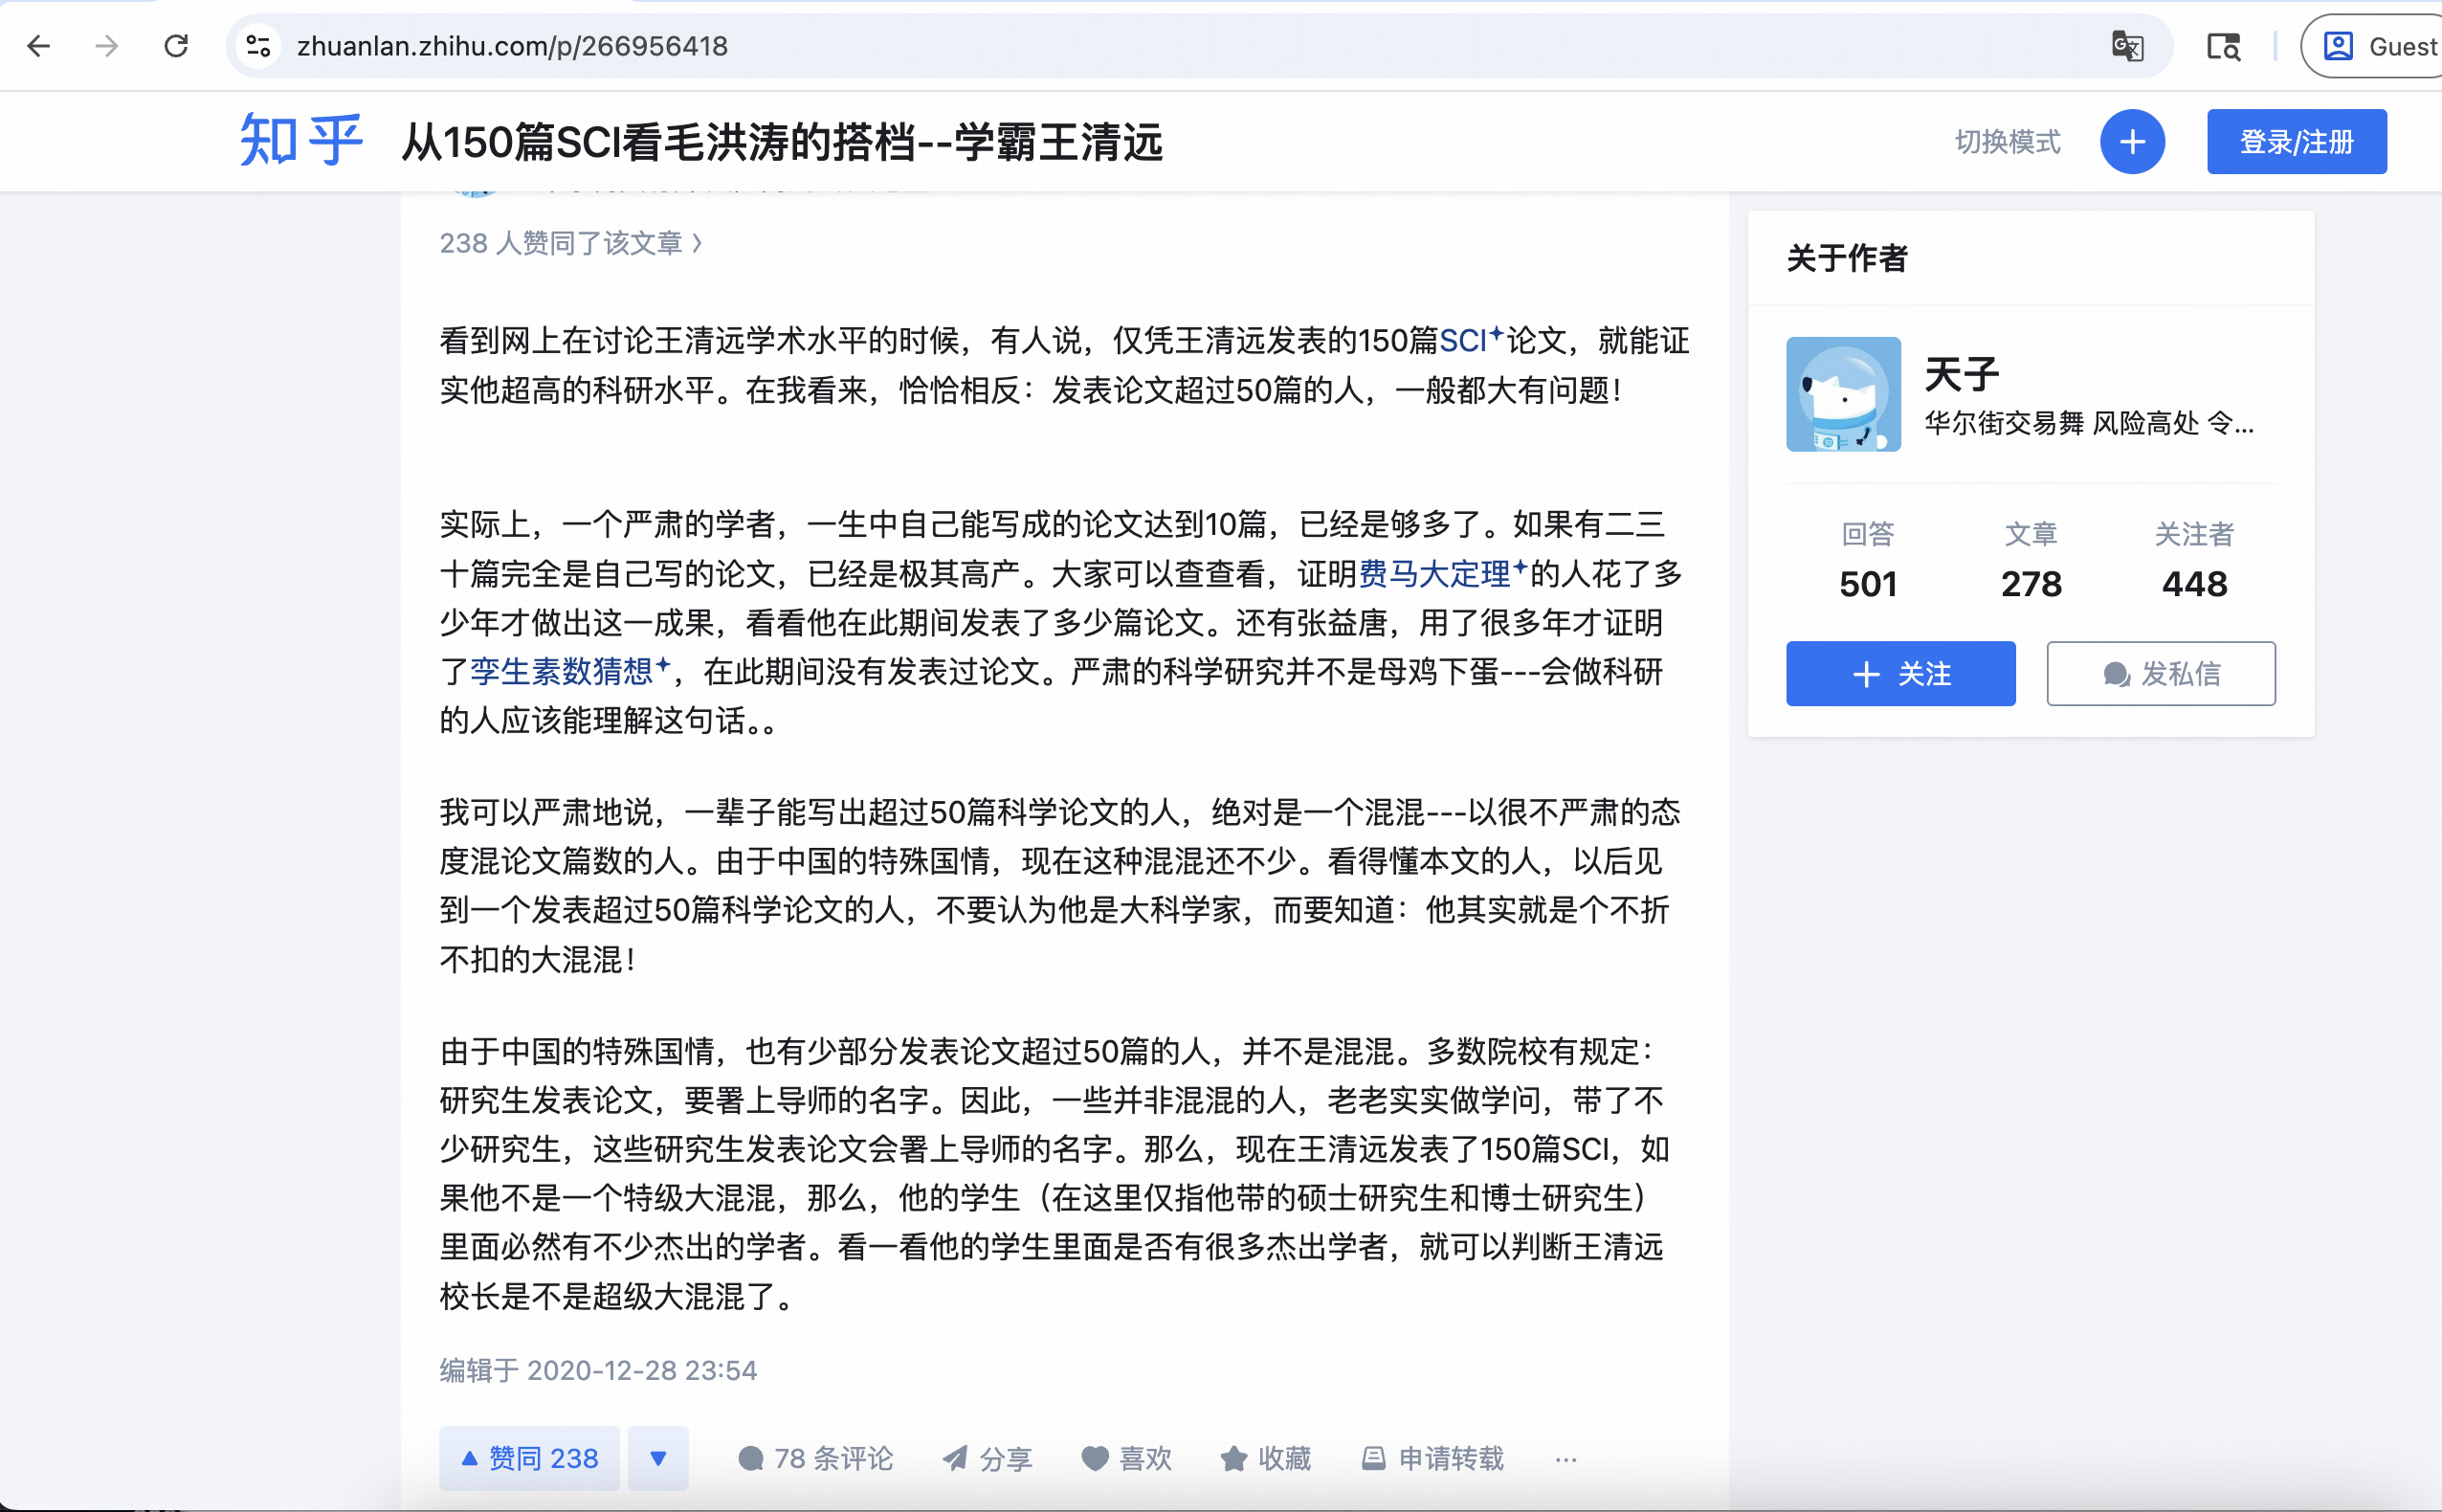 zhuanlan.zhihu.com/p/266956418
Guest
知乎
从150篇SCI看毛洪涛的搭档--学霸王清远
切换模式
登录/注册
238 人赞同了该文章
看到网上在讨论王清远学术水平的时候，有人说，仅凭王清远发表的150篇SCI论文，就能证
实他超高的科研水平。在我看来，恰恰相反：发表论文超过50篇的人，一般都大有问题！
实际上，一个严肃的学者，一生中自己能写成的论文达到10篇，已经是够多了。如果有二三
十篇完全是自己写的论文，已经是极其高产。大家可以查查看，证明费马大定理的人花了多
少年才做出这一成果，看看他在此期间发表了多少篇论文。还有张益唐，用了很多年才证明
了孪生素数猜想，在此期间没有发表过论文。严肃的科学研究并不是母鸡下蛋---会做科研
的人应该能理解这句话。。
我可以严肃地说，一辈子能写出超过50篇科学论文的人，绝对是一个混混---以很不严肃的态
度混论文篇数的人。由于中国的特殊国情，现在这种混混还不少。看得懂本文的人，以后见
到一个发表超过50篇科学论文的人，不要认为他是大科学家，而要知道：他其实就是个不折
不扣的大混混！
由于中国的特殊国情，也有少部分发表论文超过50篇的人，并不是混混。多数院校有规定：
研究生发表论文，要署上导师的名字。因此，一些并非混混的人，老老实实做学问，带了不
少研究生，这些研究生发表论文会署上导师的名字。那么，现在王清远发表了150篇SCI，如
果他不是一个特级大混混，那么，他的学生（在这里仅指他带的硕士研究生和博士研究生）
里面必然有不少杰出的学者。看一看他的学生里面是否有很多杰出学者，就可以判断王清远
校长是不是超级大混混了。
编辑于 2020-12-28 23:54
赞同 238
78 条评论
分享
喜欢
收藏
申请转载
关于作者
天子
华尔街交易舞 风险高处 令...
回答 文章 关注者
501 278 448
关注
发私信